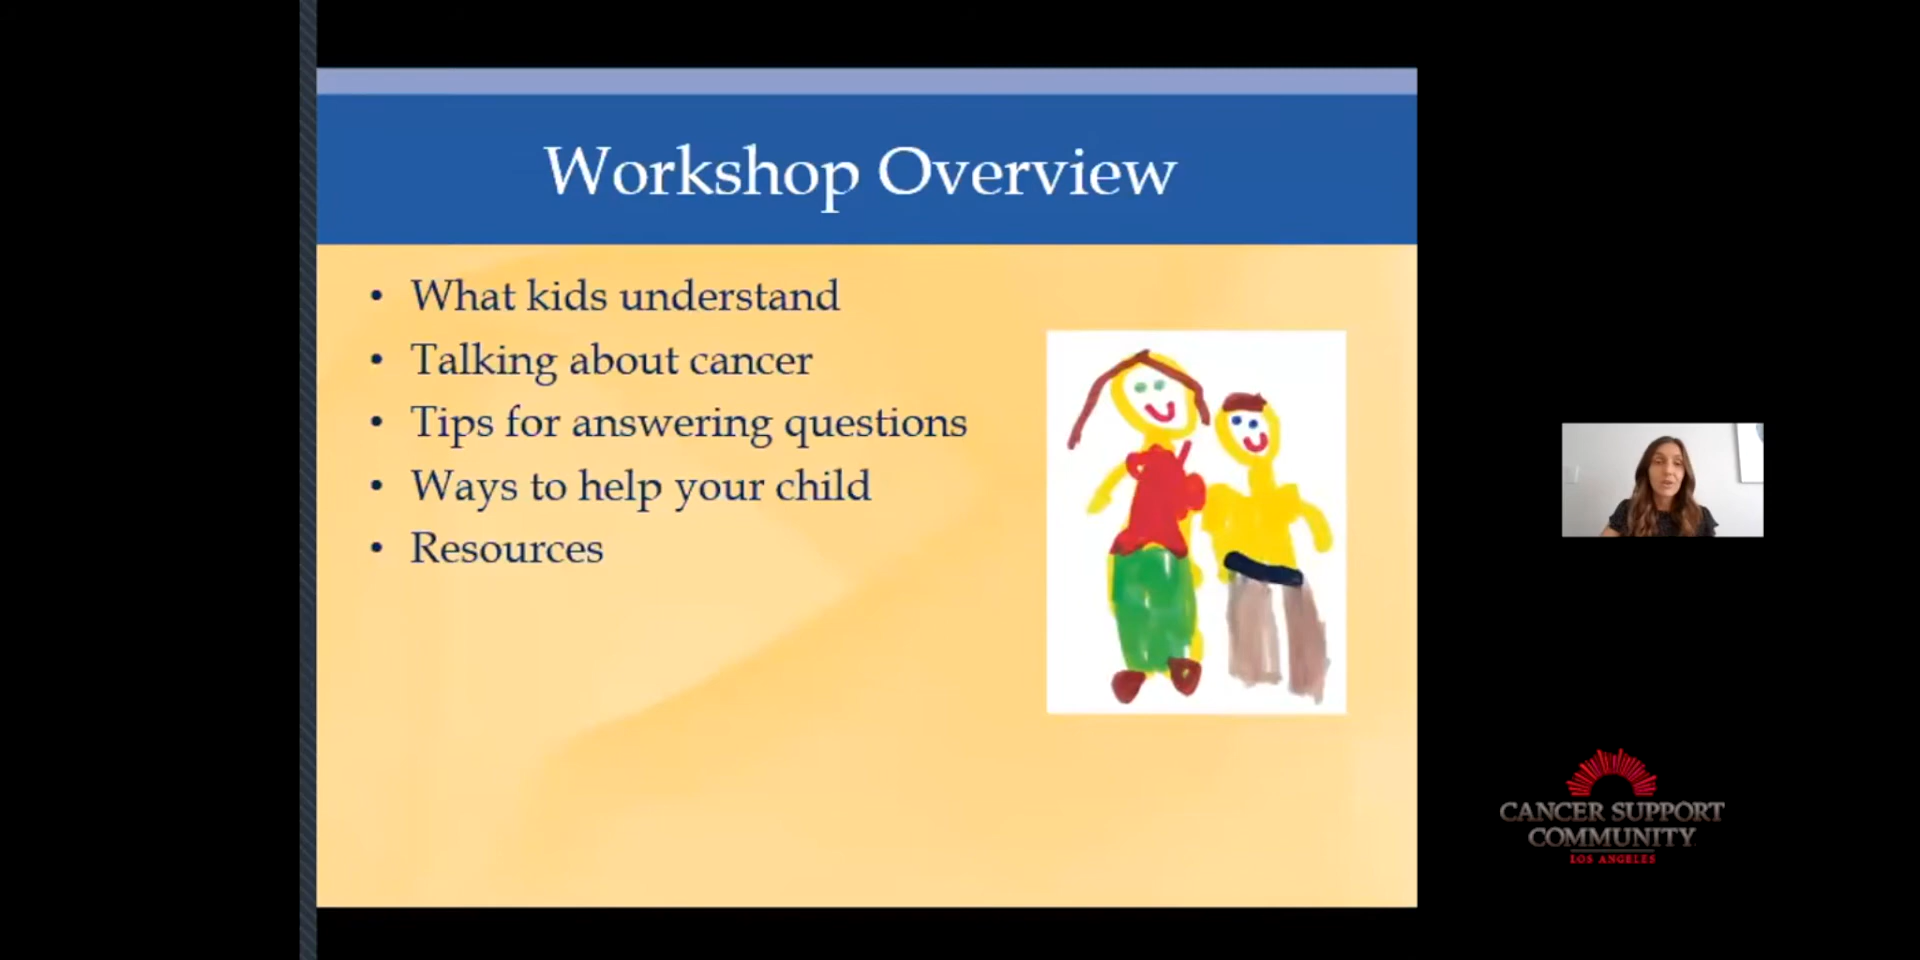 Workshop Overview
• What kids understand
• Talking about cancer
• Tips for answering questions
• Ways to help your child
• Resources
CANCER SUPPORT
COMMUNITY
LOS ANGELES